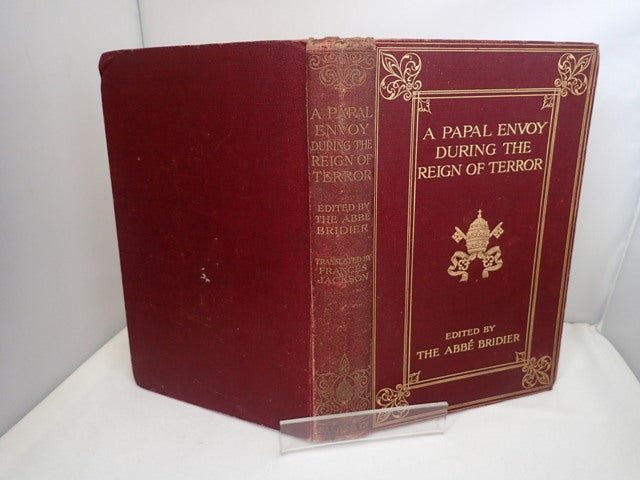 A PAPAL
ENVOY
DURING THE
REIGN OF
TERROR
EDITED BY
THE ABBÉ
BRIDIER
TRANSLATED BY
FRANCES
JACKSON
A PAPAL ENVOY
DURING THE
REIGN OF TERROR
EDITED BY
THE ABBÉ BRIDIER